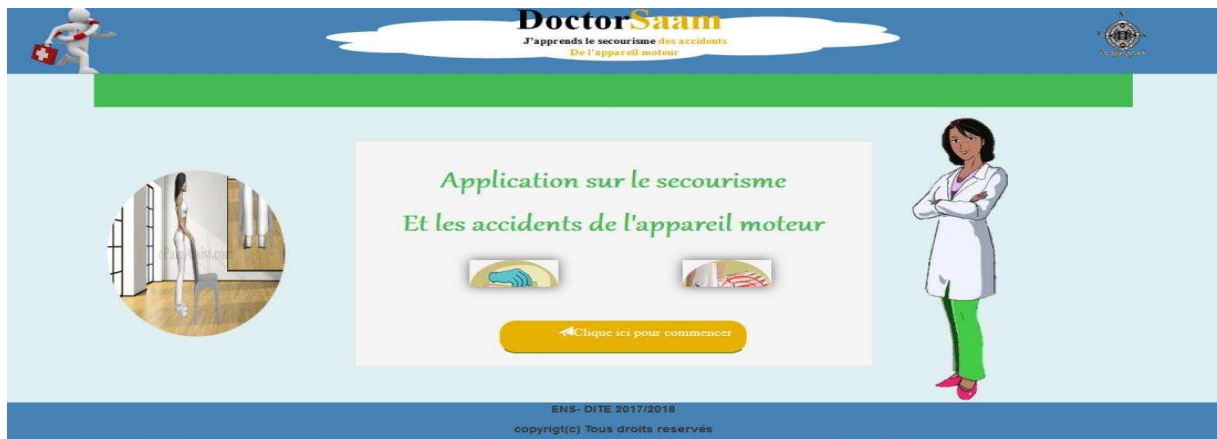 DoctorSaam
J'apprends le secourisme des accidents
De l'appareil moteur
Application sur le secourisme
Et les accidents de l'appareil moteur
Clique ici pour commencer
ENS- DITE 2017/2018
copyrigt(c) Tous droits reservés